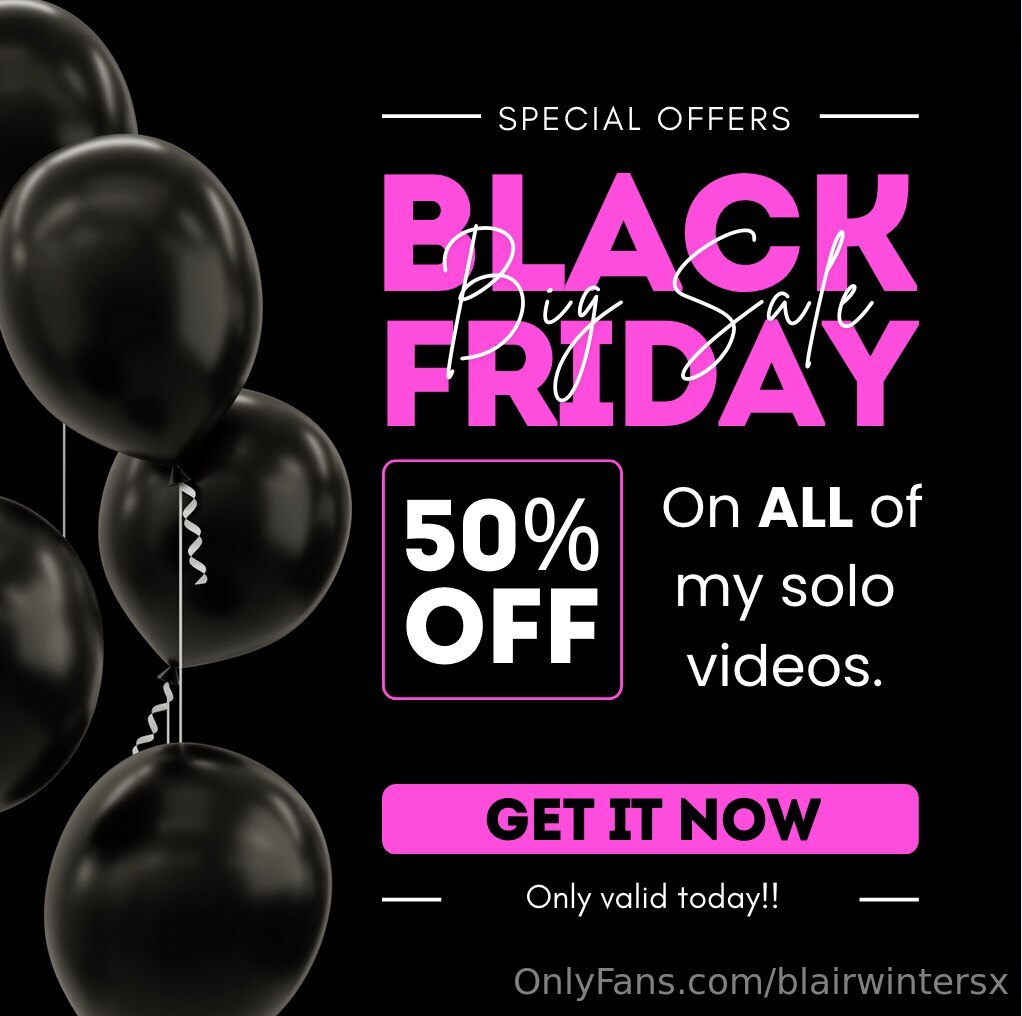 SPECIAL OFFERS
BLACK
Big Sale
FRIDAY
50%
OFF
On ALL of
my solo
videos.
GET IT NOW
Only valid today!!
OnlyFans.com/blairwintersx